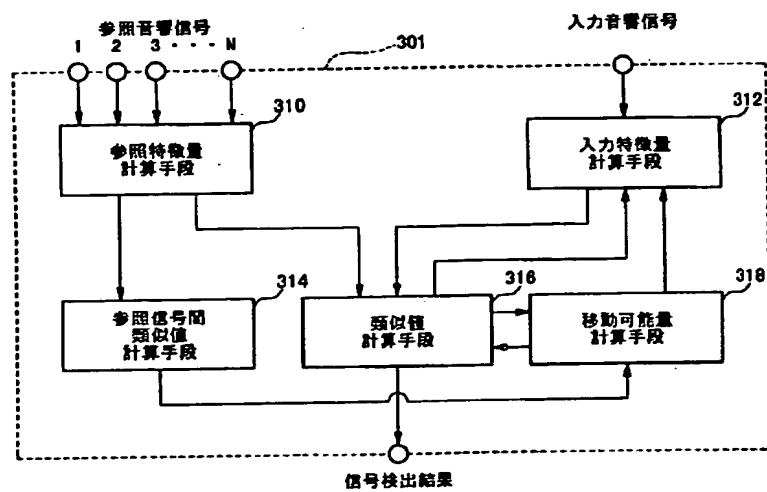 参照音響信号
1 2 3 ・・・・ N
301
入力音響信号
310
参照特徴量
計算手段
312
入力特徴量
計算手段
314
参照信号間
類似値
計算手段
316
類似値
計算手段
318
移動可能量
計算手段
信号検出結果